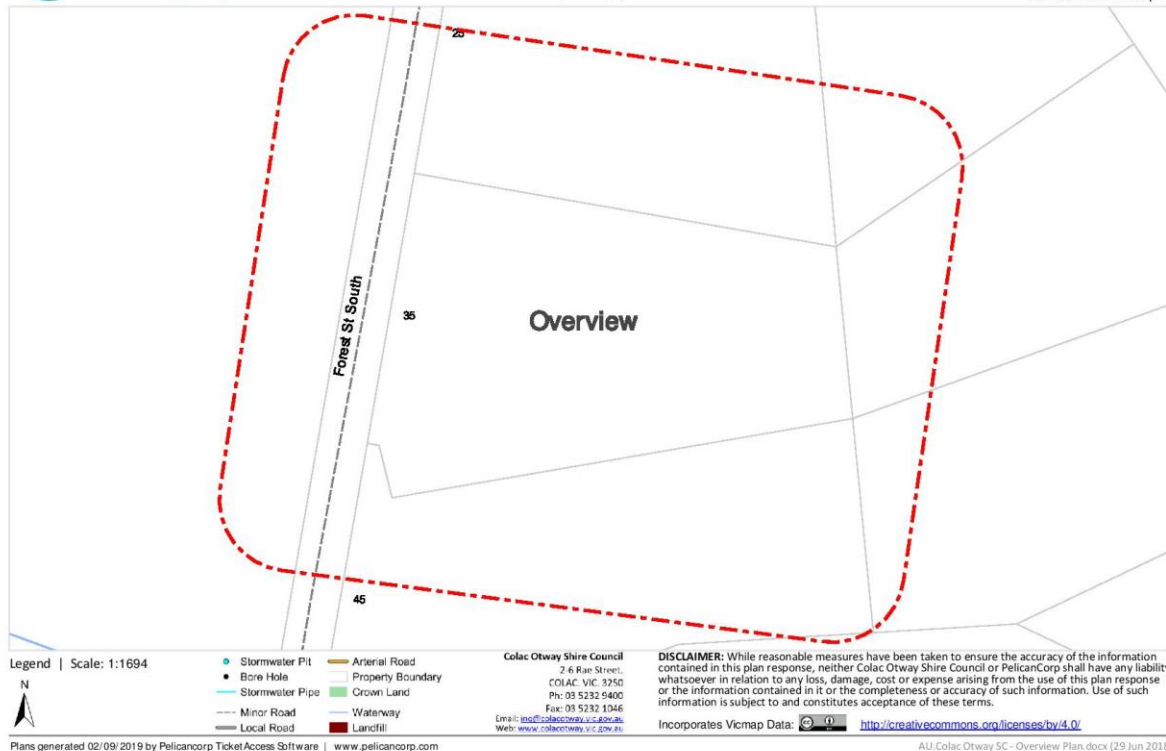 25
Forest St South
35
Overview
45
Legend | Scale: 1:1694
N
Stormwater Pit
Bore Hole
Stormwater Pipe
Minor Road
Local Road
Arterial Road
Property Boundary
Crown Land
Waterway
Landfill
Colac Otway Shire Council
2-6 Rae Street,
COLAC. VIC. 3250
Ph: 03 5232 9400
Fax: 03 5232 1046
Email: inq@colacotway.vic.gov.au
Web: www.colacotway.vic.gov.au
DISCLAIMER: While reasonable measures have been taken to ensure the accuracy of the information
contained in this plan response, neither Colac Otway Shire Council or PelicanCorp shall have any liability
whatsoever in relation to any loss, damage, cost or expense arising from the use of this plan response
or the information contained in it or the completeness or accuracy of such information. Use of such
information is subject to and constitutes acceptance of these terms.
Incorporates Vicmap Data:
http://creativecommons.org/licenses/by/4.0/
Plans generated 02/09/2019 by Pelicancorp TicketAccess Software | www.pelicancorp.com
AU.Colac Otway SC - Overview Plan.docx (29 Jun 201